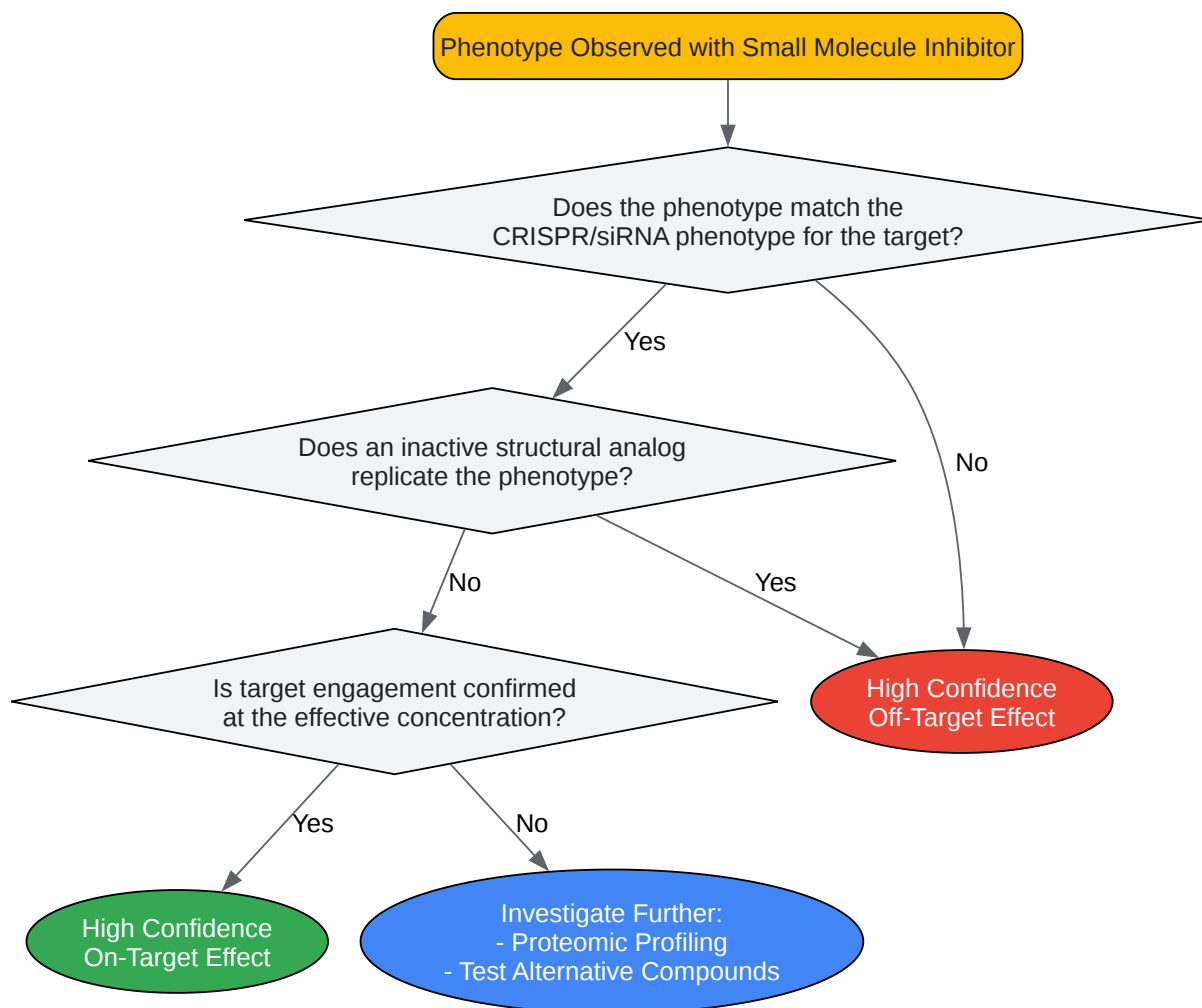 Phenotype Observed with Small Molecule Inhibitor
Does the phenotype match the
CRISPR/siRNA phenotype for the target?
Yes
No
Does an inactive structural analog
replicate the phenotype?
No
Yes
Is target engagement confirmed
at the effective concentration?
High Confidence
Off-Target Effect
Yes
No
High Confidence
On-Target Effect
Investigate Further:
- Proteomic Profiling
- Test Alternative Compounds